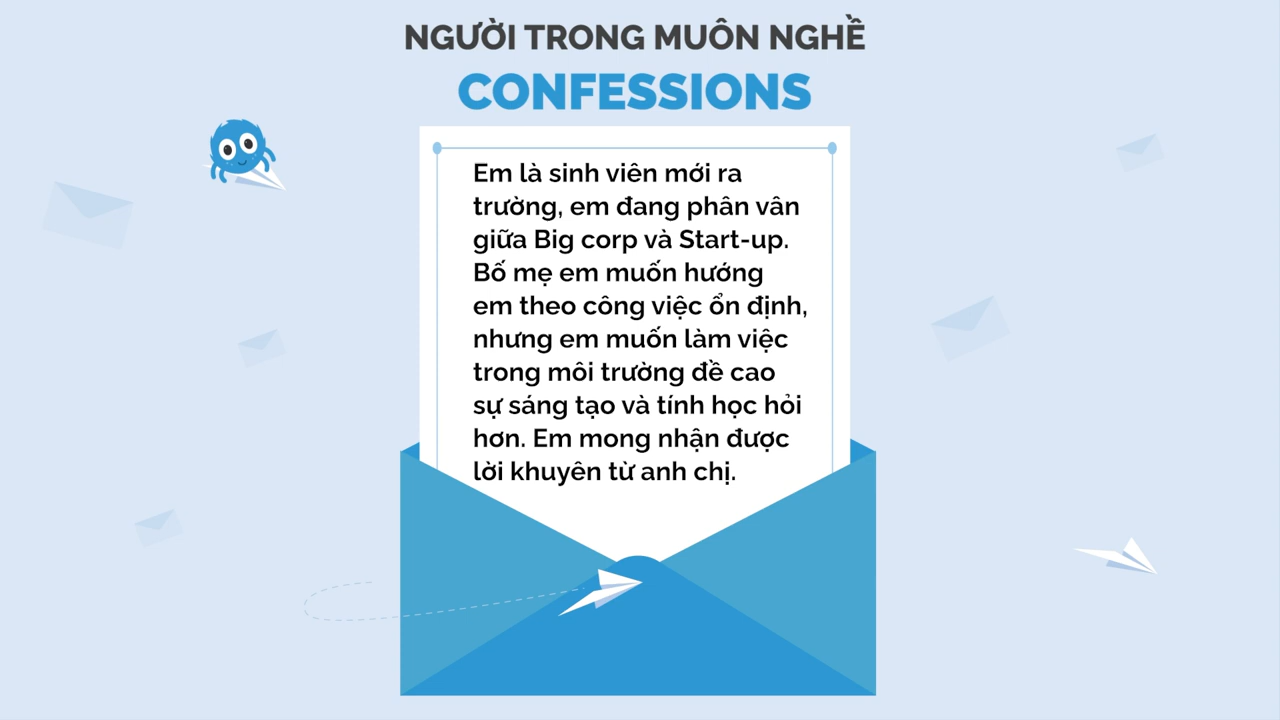 NGƯỜI TRONG MUÔN NGHỀ
CONFESSIONS
Em là sinh viên mới ra
trường, em đang phân vân
giữa Big corp và Start-up.
Bố mẹ em muốn hướng
em theo công việc ổn định,
nhưng em muốn làm việc
trong môi trường đề cao
sự sáng tạo và tính học hỏi
hơn. Em mong nhận được
lời khuyên từ anh chị.